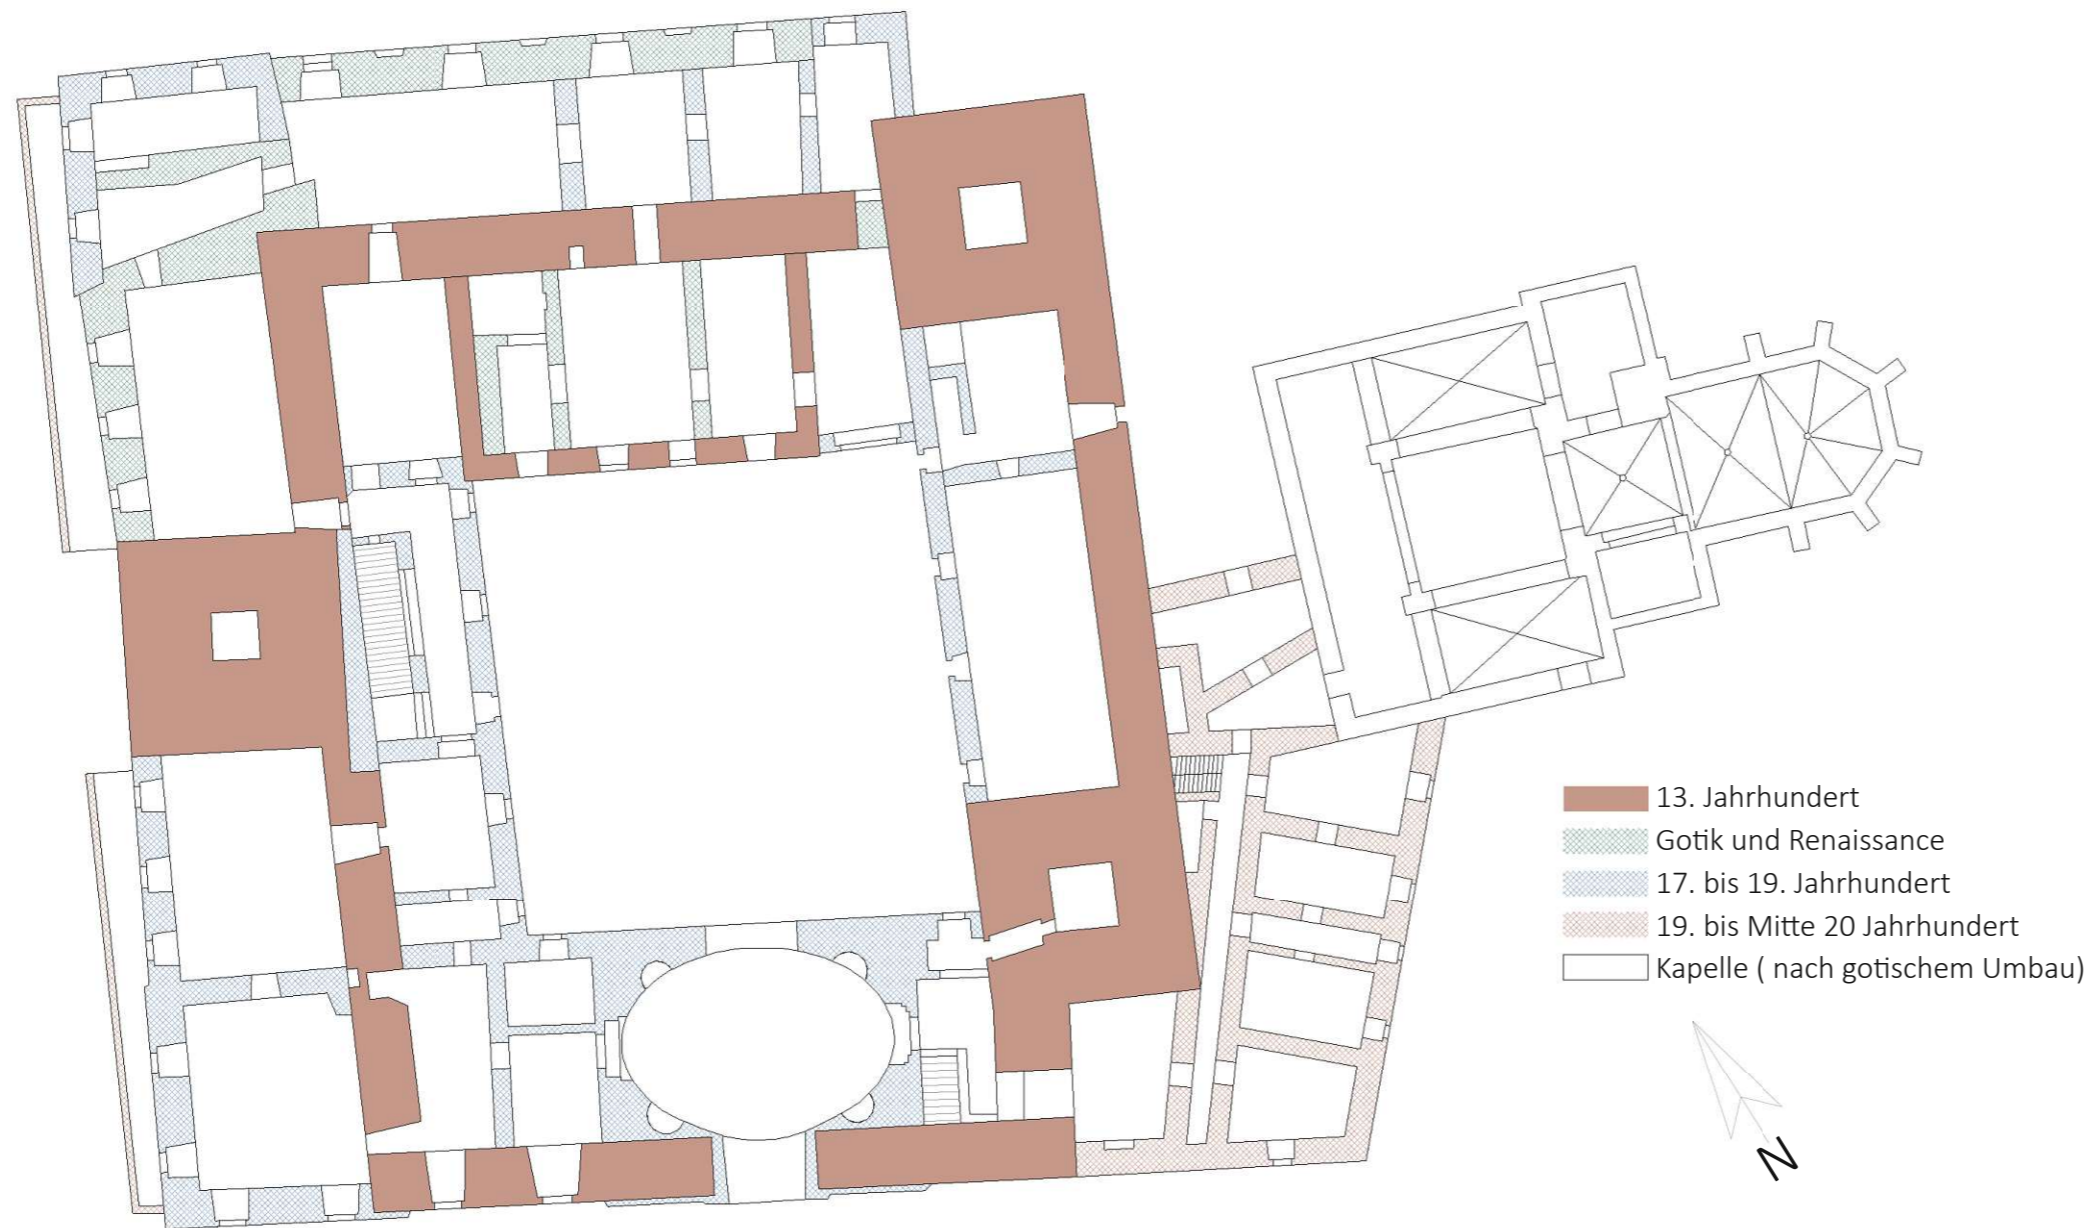 13. Jahrhundert
Gotik und Renaissance
17. bis 19. Jahrhundert
19. bis Mitte 20 Jahrhundert
Kapelle ( nach gotischem Umbau)
N